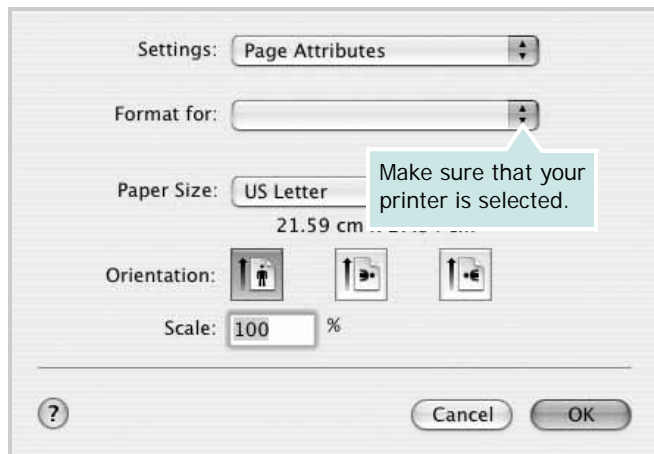 Settings: Page Attributes
Format for:
Make sure that your
printer is selected.
Paper Size: US Letter
21.59 cm
Orientation:
Scale: 100 %
? Cancel OK